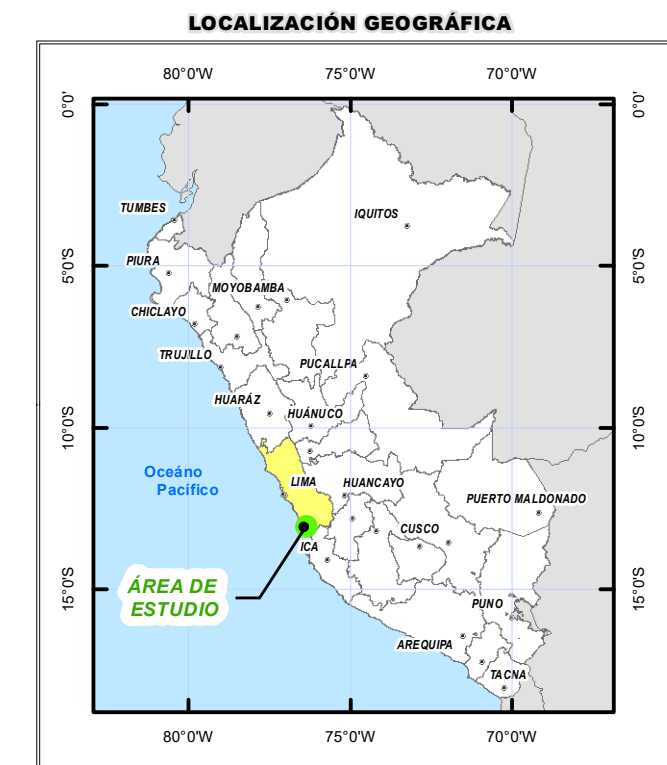 LOCALIZACIÓN GEOGRÁFICA
80°0'W 75°0'W 70°0'W
0°0' 0°0'
TUMBES
IQUITOS
5°0'S 5°0'S
PIURA
MOYOBAMBA
CHICLAYO
TRUJILLO
PUCALLPA
HUARÁZ
HUÁNUCO
10°0'S 10°0'S
Oceáno
Pacífico
LIMA
HUANCAYO
PUERTO MALDONADO
CUSCO
ICA
ÁREA DE
ESTUDIO
15°0'S 15°0'S
PUNO
AREQUIPA
TACNA
80°0'W 75°0'W 70°0'W